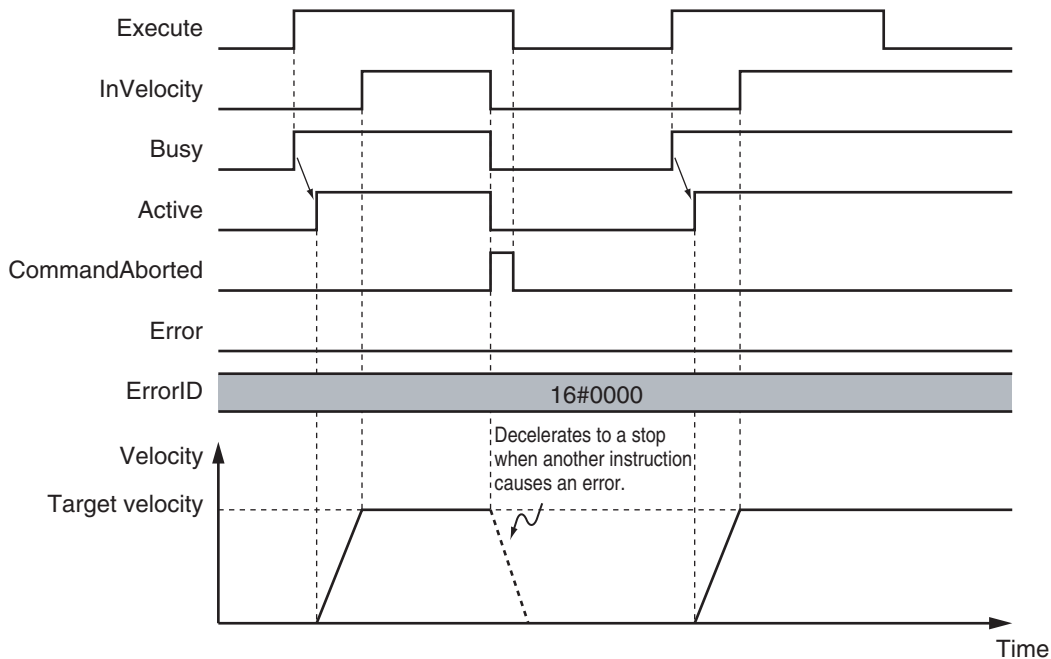 Execute
InVelocity
Busy
Active
CommandAborted
Error
ErrorID
16#0000
Decelerates to a stop
when another instruction
causes an error.
Velocity
Target velocity
Time